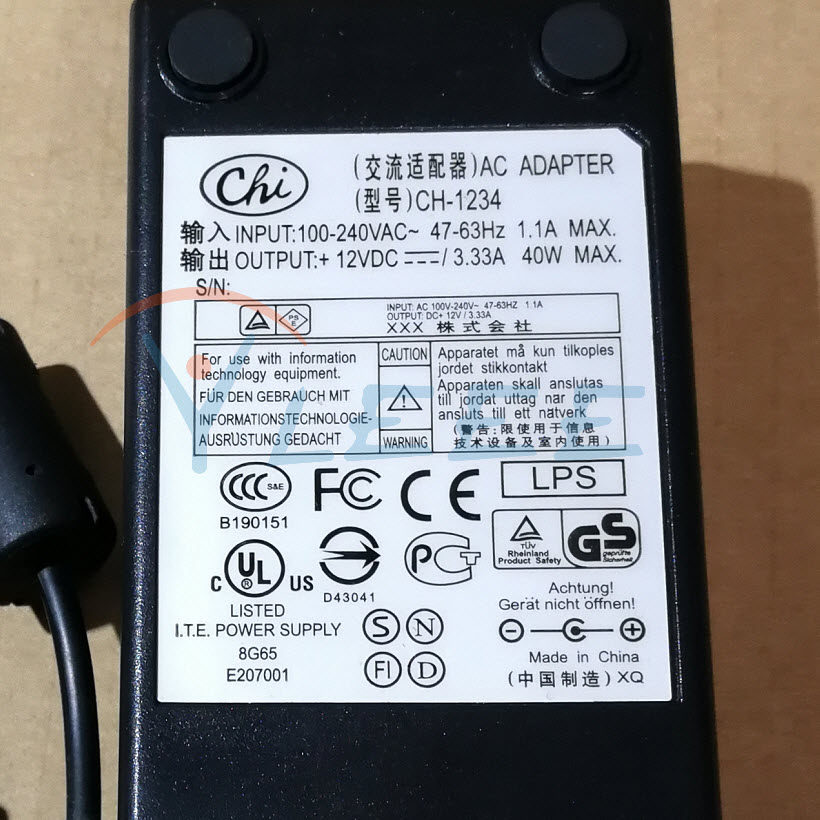 Chi
(交流适配器)AC ADAPTER
(型号)CH-1234
输入 INPUT:100-240VAC~ 47-63Hz 1.1A MAX.
输出 OUTPUT:+ 12VDC ⎓/ 3.33A 40W MAX.
S/N:
PS
E
INPUT: AC 100V-240V~ 47-63HZ 1.1A
OUTPUT: DC+ 12V / 3.33A
XXX 株式会社
For use with information
technology equipment.
FÜR DEN GEBRAUCH MIT
INFORMATIONSTECHNOLOGIE-
AUSRÜSTUNG GEDACHT
CAUTION
WARNING
Apparatet må kun tilkoples
jordet stikkontakt
Apparaten skall anslutas
till jordat uttag nar den
ansluts till ett nätverk
(警告:限使用于信息
技术设备及室内使用)
YLEEE
CCC S&E
B190151
FC
CE
LPS
C UL US
®
LISTED
I.T.E. POWER SUPPLY
8G65
E207001
D43041
PCT
TÜV
Rheinland
Product Safety
GS
geprüfte
Sicherheit
S N
FI D
Achtung!
Gerät nicht öffnen!
Made in China
(中国制造) XQ